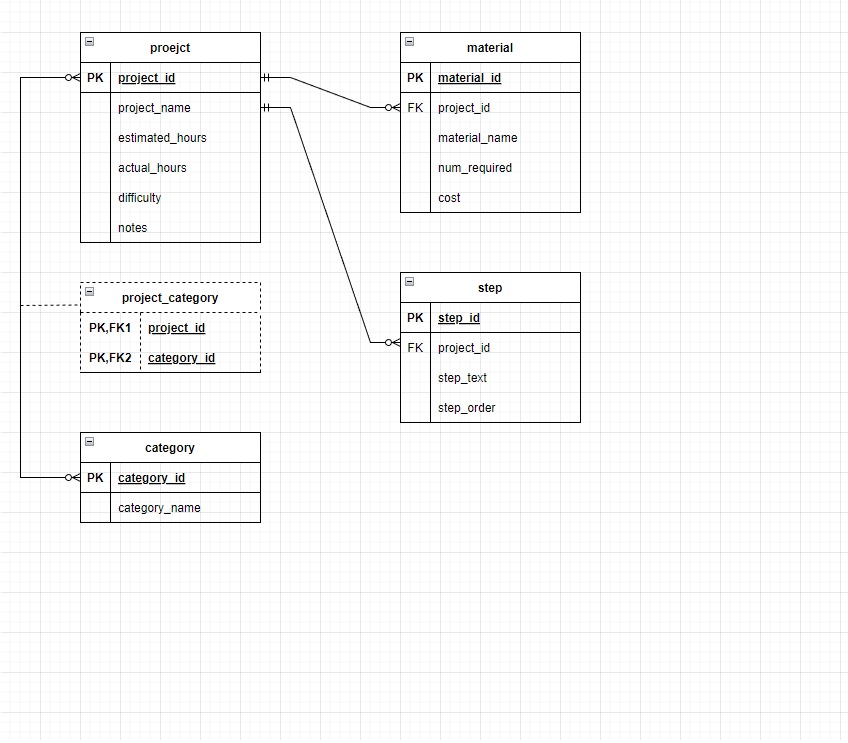 proejct
PK project_id
project_name
estimated_hours
actual_hours
difficulty
notes
material
PK material_id
FK project_id
material_name
num_required
cost
project_category
PK,FK1 project_id
PK,FK2 category_id
step
PK step_id
FK project_id
step_text
step_order
category
PK category_id
category_name